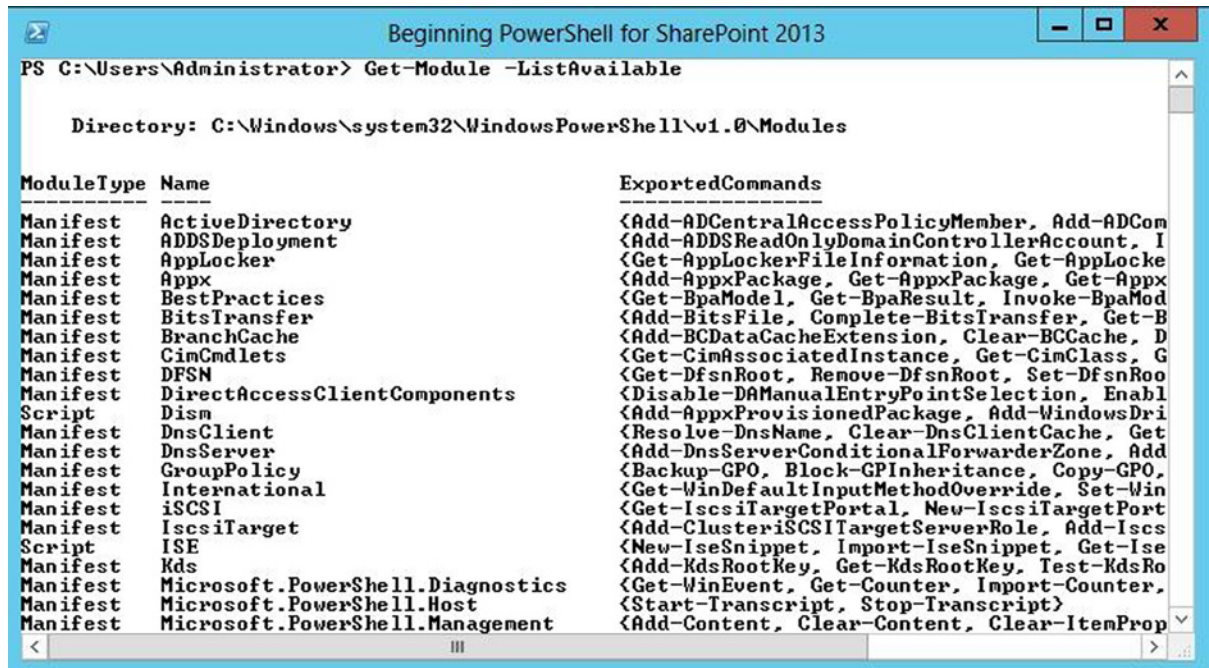 Beginning PowerShell for SharePoint 2013
PS C:\Users\Administrator> Get-Module -ListAvailable
Directory: C:\Windows\system32\WindowsPowerShell\v1.0\Modules
ModuleType Name ExportedCommands
---------- ---- ----------------
Manifest ActiveDirectory {Add-ADCentralAccessPolicyMember, Add-ADCom
Manifest ADDSDeployment {Add-ADDSReadOnlyDomainControllerAccount, I
Manifest AppLocker {Get-AppLockerFileInformation, Get-AppLocke
Manifest Appx {Add-AppxPackage, Get-AppxPackage, Get-Appx
Manifest BestPractices {Get-BpaModel, Get-BpaResult, Invoke-BpaMod
Manifest BitsTransfer {Add-BitsFile, Complete-BitsTransfer, Get-B
Manifest BranchCache {Add-BCDataCacheExtension, Clear-BCCache, D
Manifest CimCmdlets {Get-CimAssociatedInstance, Get-CimClass, G
Manifest DFSN {Get-DfsnRoot, Remove-DfsnRoot, Set-DfsnRoo
Manifest DirectAccessClientComponents {Disable-DAManualEntryPointSelection, Enabl
Script Dism {Add-AppxProvisionedPackage, Add-WindowsDri
Manifest DnsClient {Resolve-DnsName, Clear-DnsClientCache, Get
Manifest DnsServer {Add-DnsServerConditionalForwarderZone, Add
Manifest GroupPolicy {Backup-GPO, Block-GPInheritance, Copy-GPO,
Manifest International {Get-WinDefaultInputMethodOverride, Set-Win
Manifest iSCSI {Get-IscsiTargetPortal, New-IscsiTargetPort
Manifest IscsiTarget {Add-ClusteriSCSITargetServerRole, Add-Iscs
Script ISE {New-IseSnippet, Import-IseSnippet, Get-Ise
Manifest Kds {Add-KdsRootKey, Get-KdsRootKey, Test-KdsRo
Manifest Microsoft.PowerShell.Diagnostics {Get-WinEvent, Get-Counter, Import-Counter,
Manifest Microsoft.PowerShell.Host {Start-Transcript, Stop-Transcript}
Manifest Microsoft.PowerShell.Management {Add-Content, Clear-Content, Clear-ItemProp